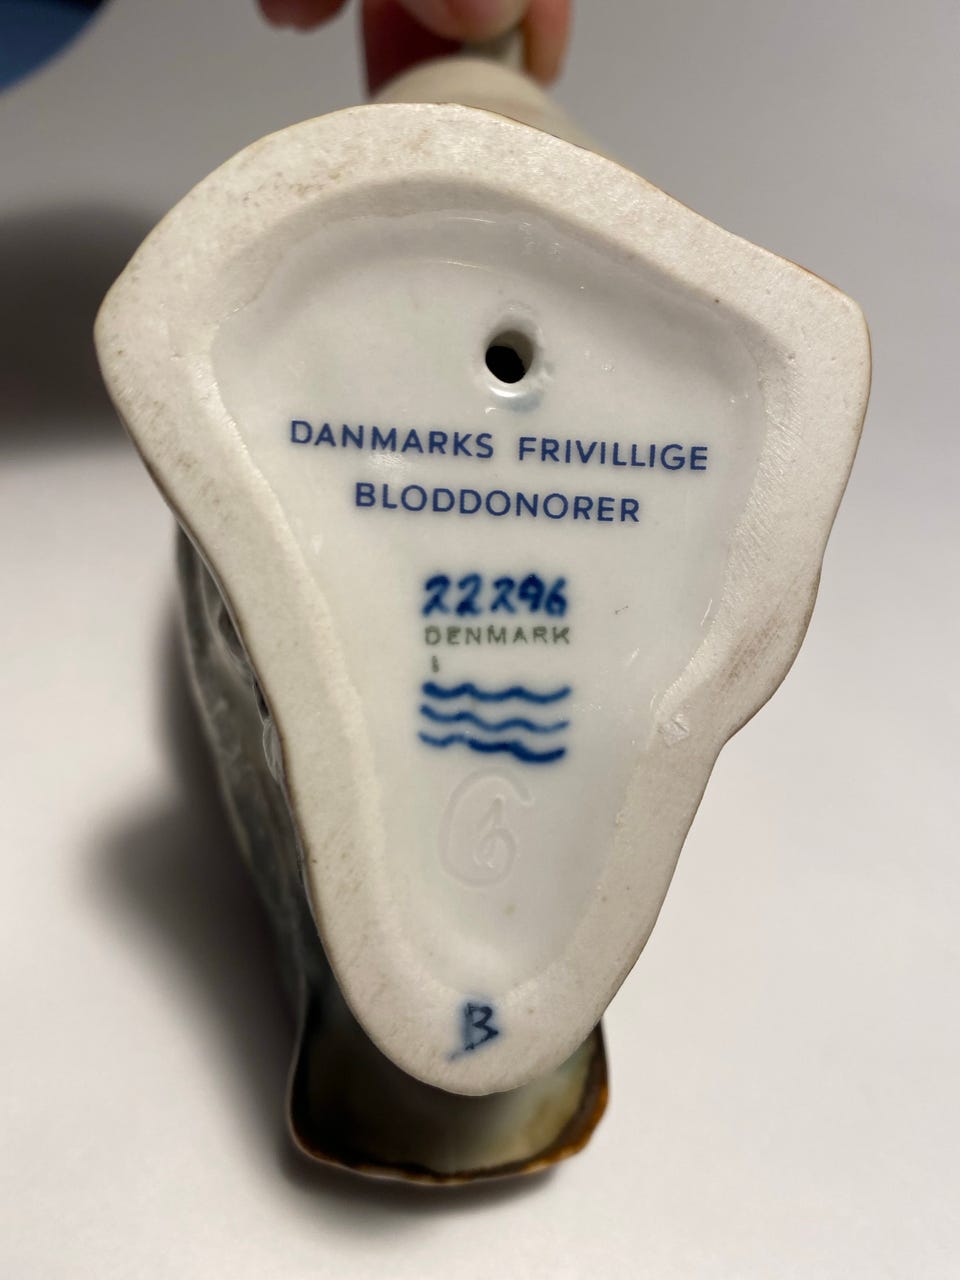 DANMARKS FRIVILLIGE
BLODDONORER
22296
DENMARK
B